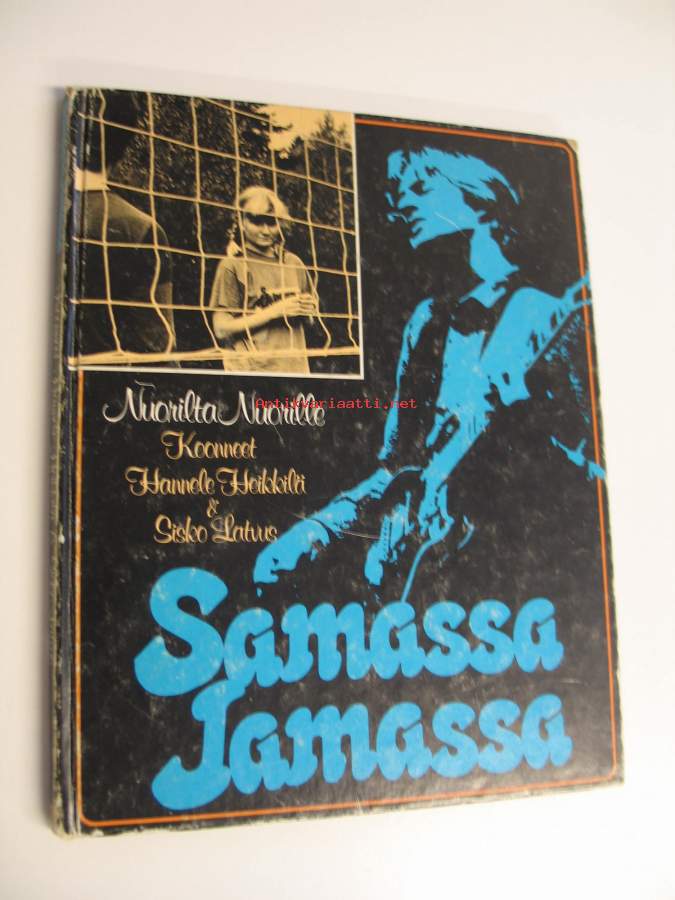 Nuorilta Nuorille
Antikvariaatti.net
Koonneet
Hannele Heikkilä
&
Sisko Latvus
Samassa
Jamassa